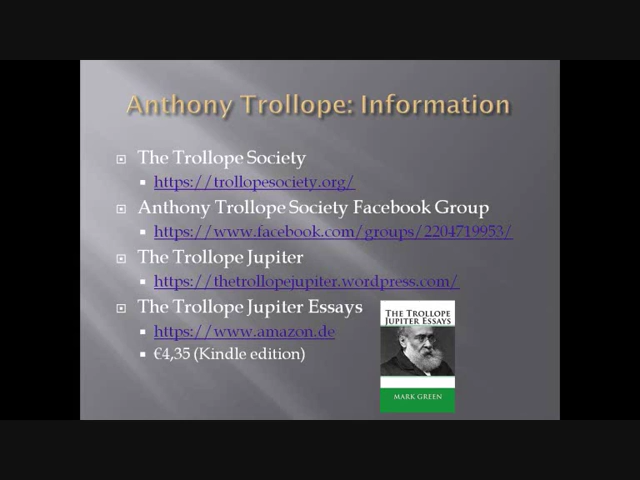 Anthony Trollope: Information
The Trollope Society
https://trollopesociety.org/
Anthony Trollope Society Facebook Group
https://www.facebook.com/groups/2204719953/
The Trollope Jupiter
https://thetrollopejupiter.wordpress.com/
The Trollope Jupiter Essays
https://www.amazon.de
€4,35 (Kindle edition)
THE TROLLOPE
JUPITER ESSAYS
MARK GREEN